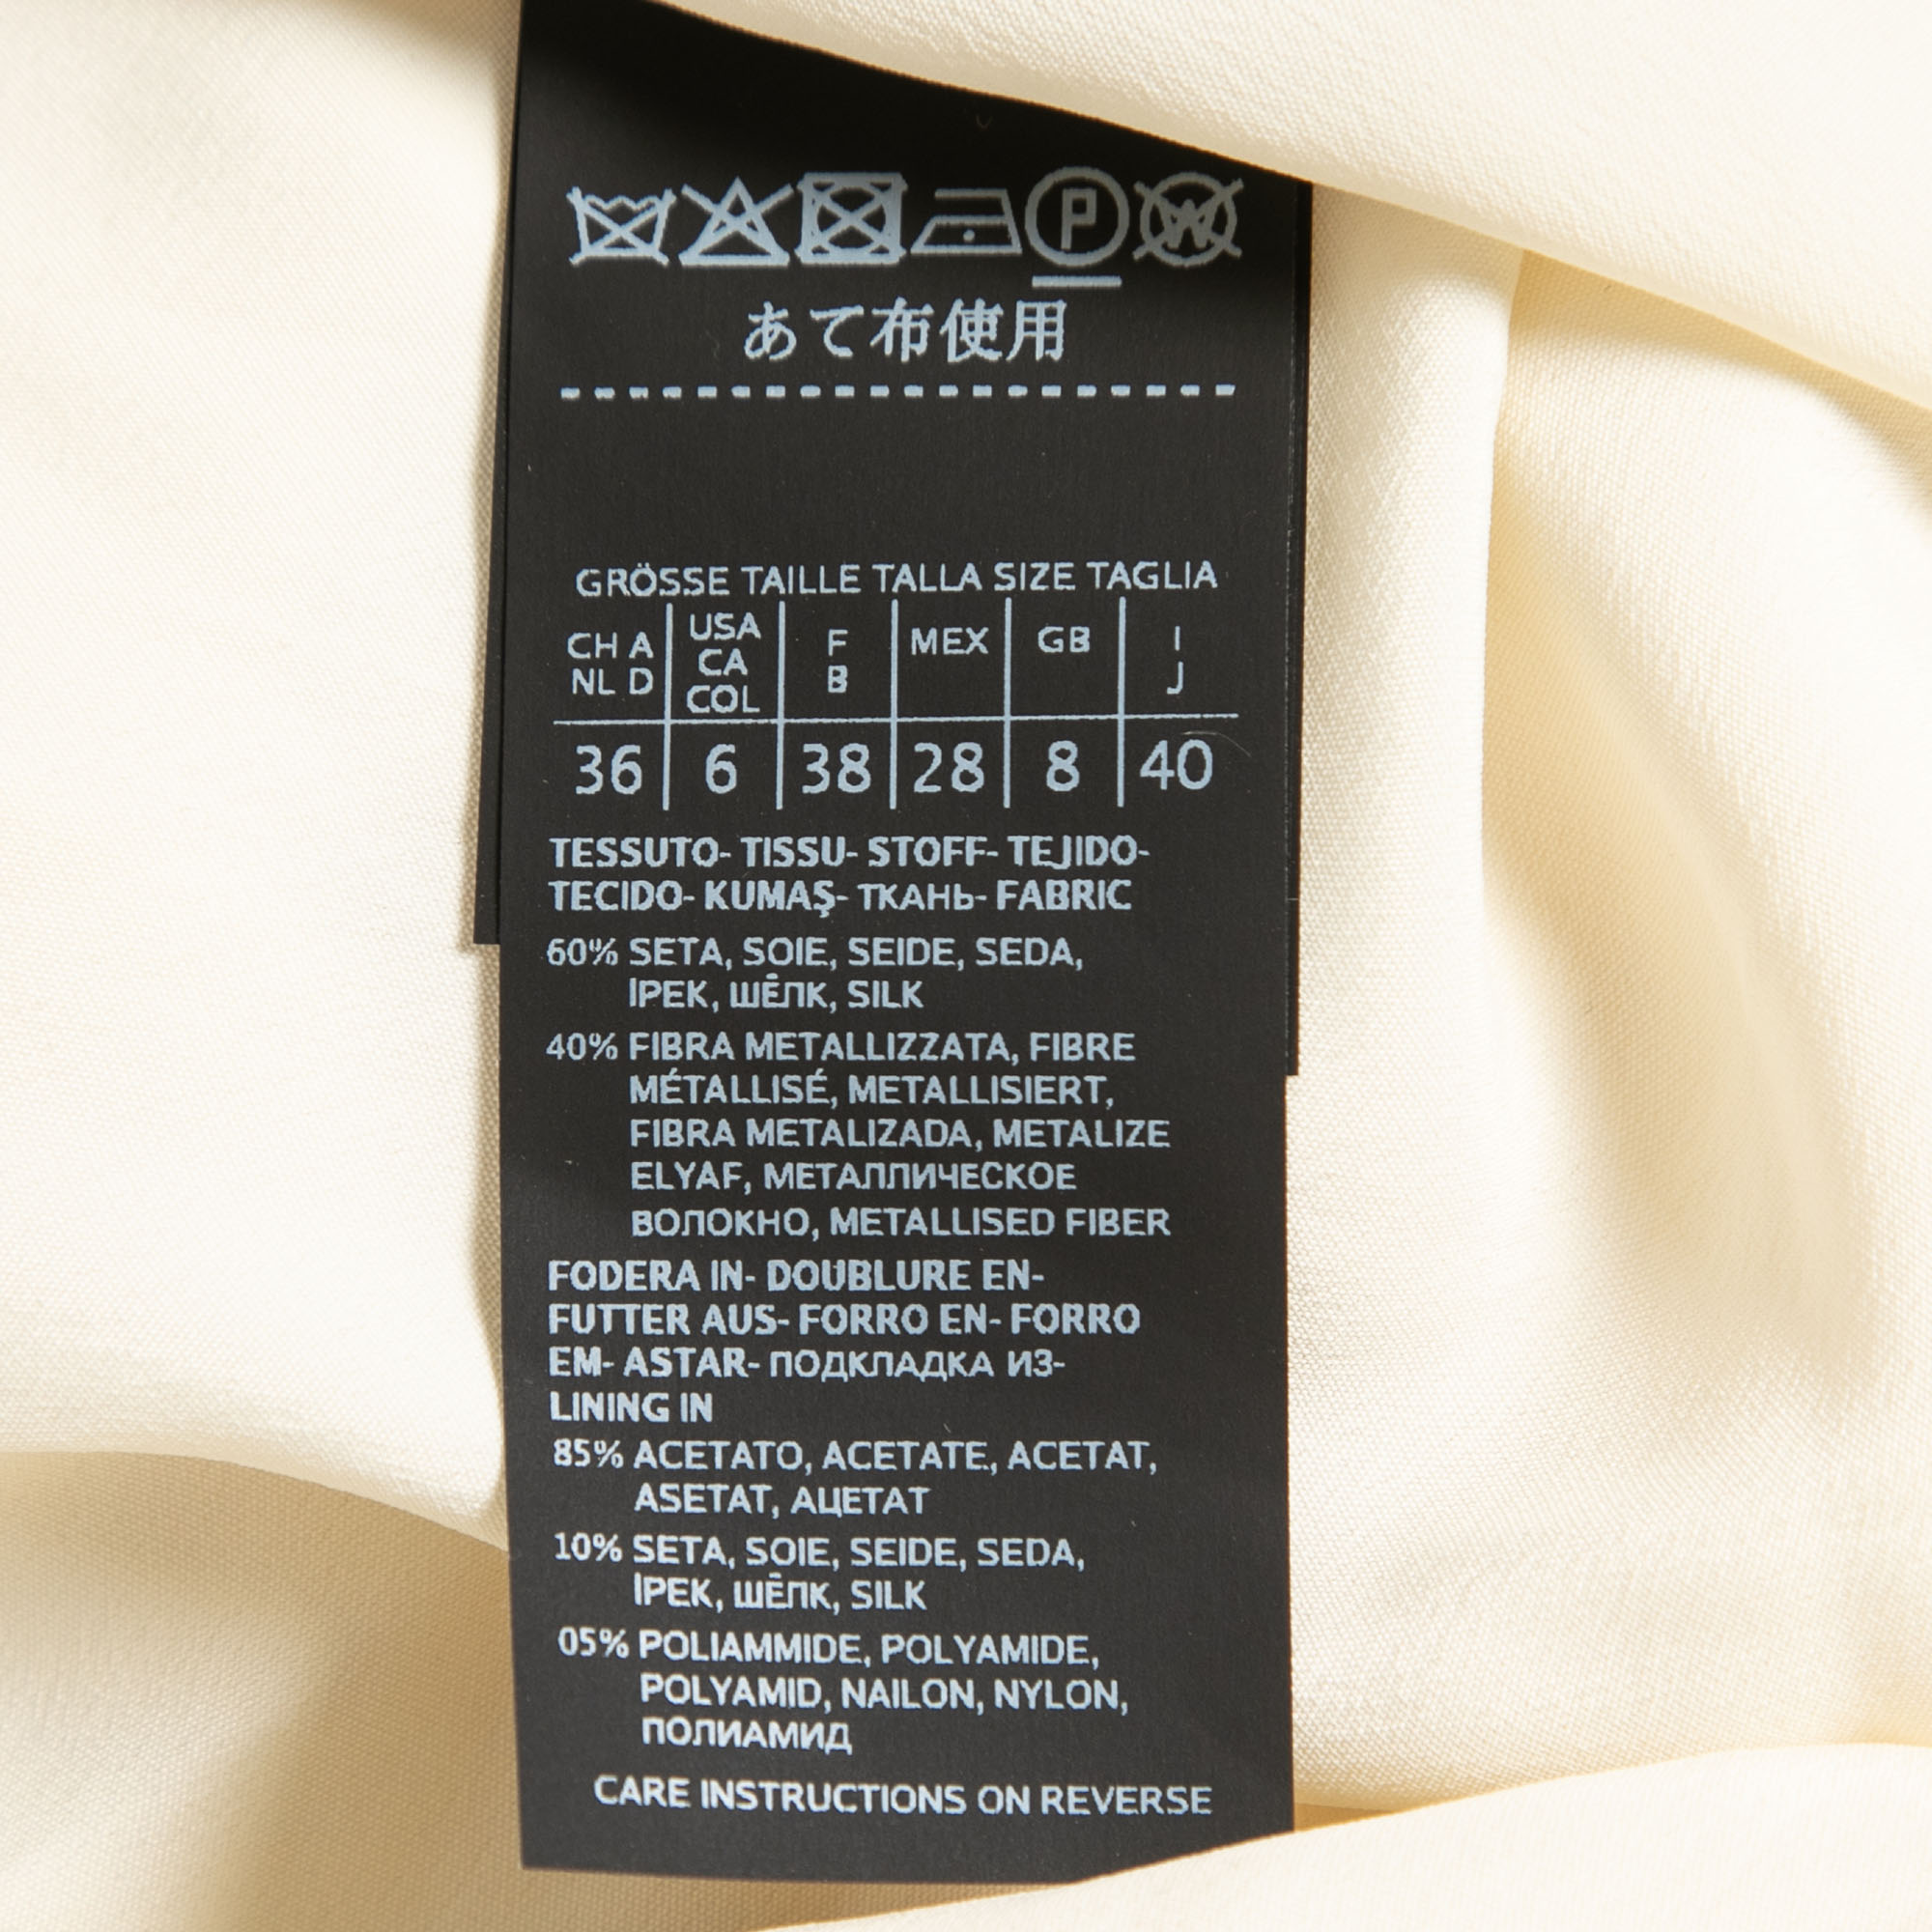 P W
あて布使用
GRÖSSE TAILLE TALLA SIZE TAGLIA
CH A NL D USA CA COL F B MEX GB I J
36 6 38 28 8 40
TESSUTO- TISSU- STOFF- TEJIDO-
TECIDO- KUMAŞ- ТКАНЬ- FABRIC
60% SETA, SOIE, SEIDE, SEDA,
İPEK, ШЁЛК, SILK
40% FIBRA METALLIZZATA, FIBRE
MÉTALLISÉ, METALLISIERT,
FIBRA METALIZADA, METALIZE
ELYAF, МЕТАЛЛИЧЕСКОЕ
ВОЛОКНО, METALLISED FIBER
FODERA IN- DOUBLURE EN-
FUTTER AUS- FORRO EN- FORRO
EM- ASTAR- ПОДКЛАДКА ИЗ-
LINING IN
85% ACETATO, ACETATE, ACETAT,
ASETAT, АЦЕТАТ
10% SETA, SOIE, SEIDE, SEDA,
İPEK, ШЁЛК, SILK
05% POLIAMMIDE, POLYAMIDE,
POLYAMID, NAILON, NYLON,
ПОЛИАМИД
CARE INSTRUCTIONS ON REVERSE